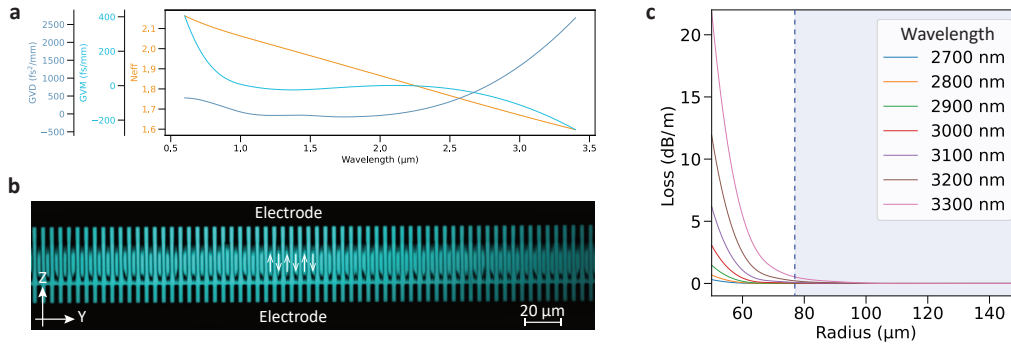 a
GVD (fs²/mm)
2500
2000
1500
1000
500
0
−500
GVM (fs/mm)
400
200
0
−200
Neff
2.1
2.0
1.9
1.8
1.7
1.6
0.5 1.0 1.5 2.0 2.5 3.0 3.5
Wavelength (μm)
b
Electrode
Z
Y
Electrode
20 μm
c
Loss (dB/m)
20
15
10
5
0
60 80 100 120 140
Radius (μm)
Wavelength
2700 nm
2800 nm
2900 nm
3000 nm
3100 nm
3200 nm
3300 nm